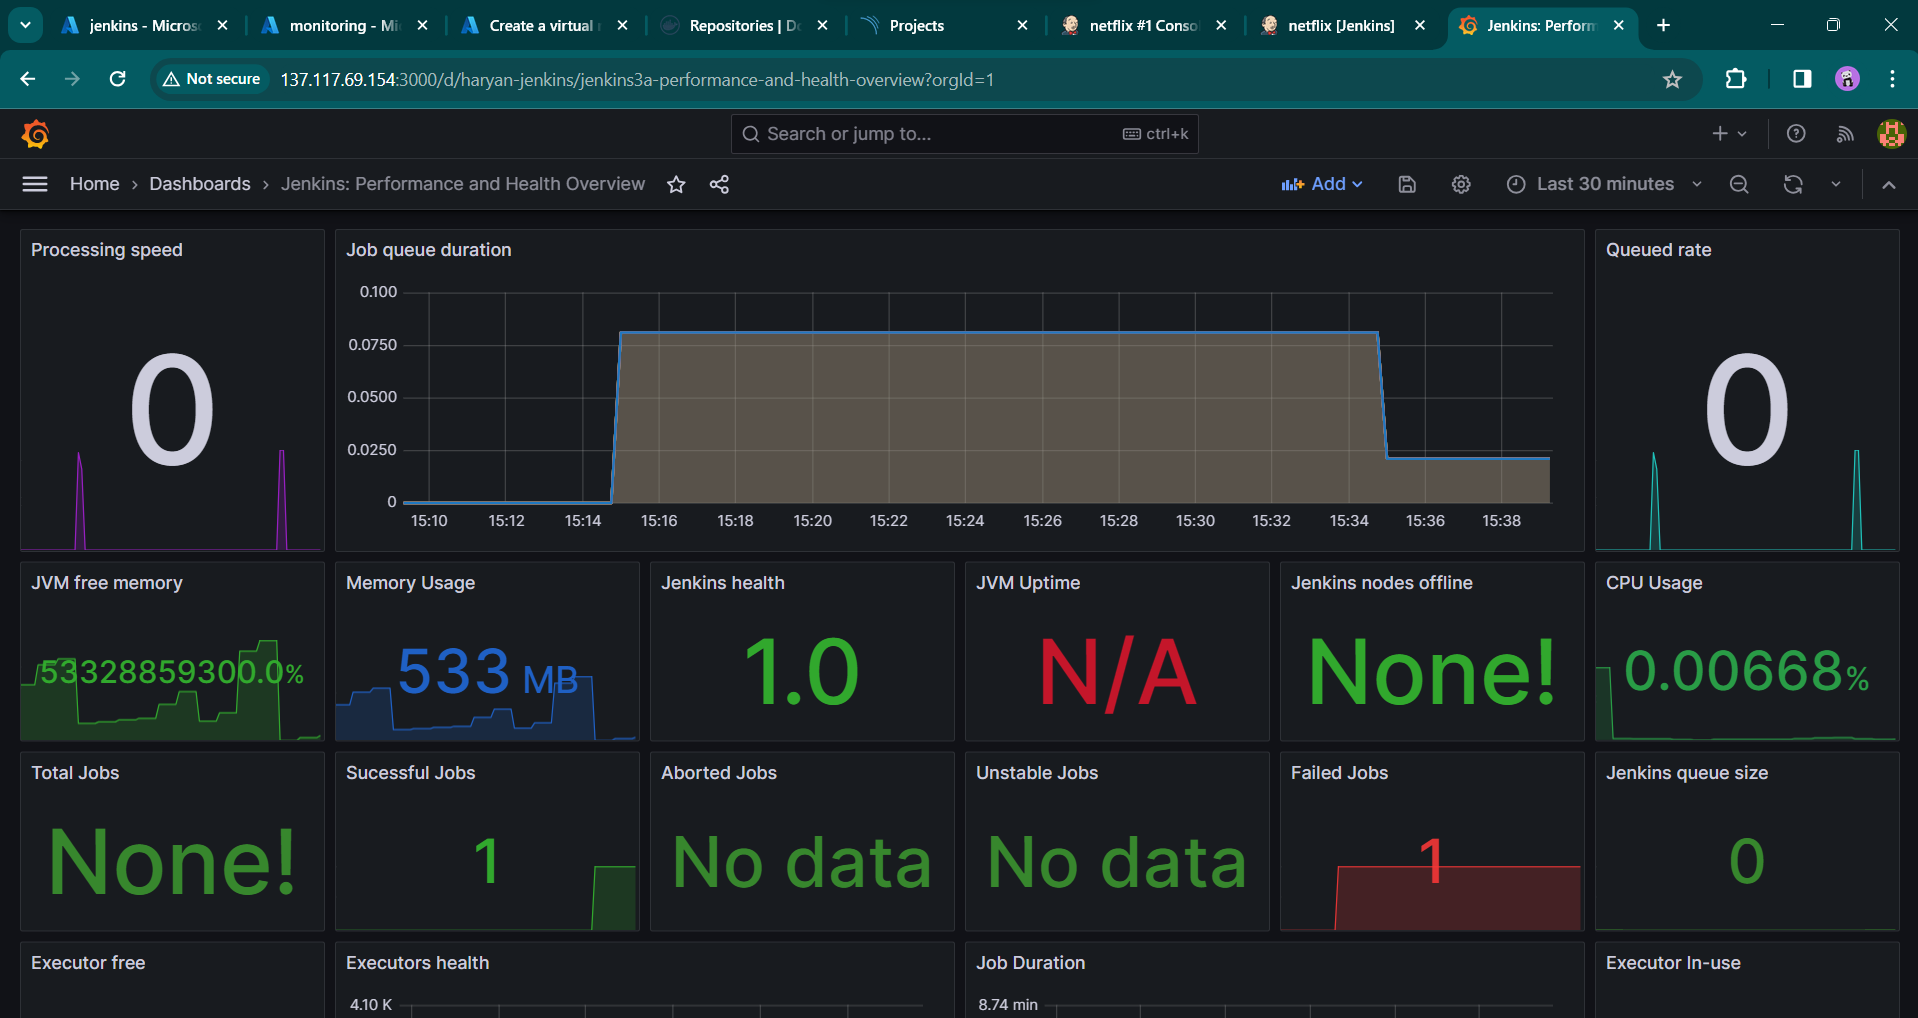 jenkins - Micros
monitoring - Mi
Create a virtual
Repositories | Do
Projects
netflix #1 Conso
netflix [Jenkins]
Jenkins: Perform
Not secure
137.117.69.154:3000/d/haryan-jenkins/jenkins3a-performance-and-health-overview?orgId=1
Search or jump to...
ctrl+k
Home › Dashboards › Jenkins: Performance and Health Overview
Add
Last 30 minutes
Processing speed
0
Job queue duration
0.100
0.0750
0.0500
0.0250
0
15:10 15:12 15:14 15:16 15:18 15:20 15:22 15:24 15:26 15:28 15:30 15:32 15:34 15:36 15:38
Queued rate
0
JVM free memory
53328859300.0%
Memory Usage
533 MB
Jenkins health
1.0
JVM Uptime
N/A
Jenkins nodes offline
None!
CPU Usage
0.00668%
Total Jobs
None!
Sucessful Jobs
1
Aborted Jobs
No data
Unstable Jobs
No data
Failed Jobs
1
Jenkins queue size
0
Executor free
Executors health
4.10 K
Job Duration
8.74 min
Executor In-use